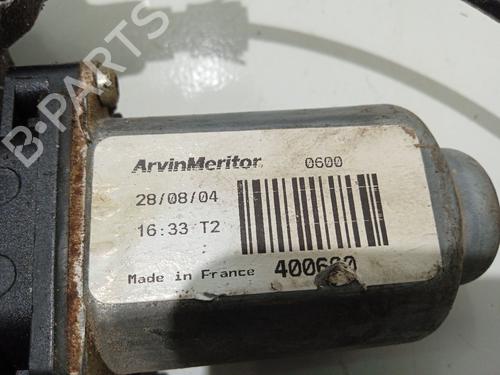 B-PARTS
ArvinMeritor 0600
28/08/04
16:33 T2
Made in France